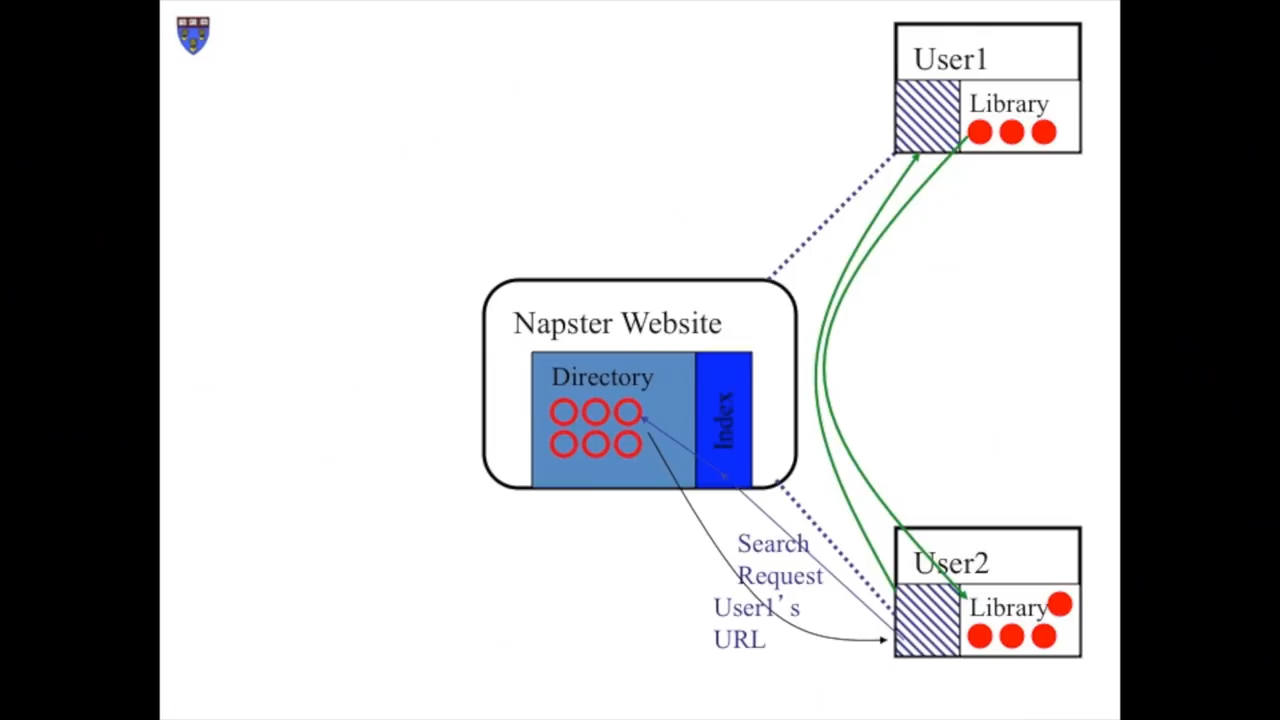 User1
Library
Napster Website
Directory
Index
Search
Request
User1's
URL
User2
Library